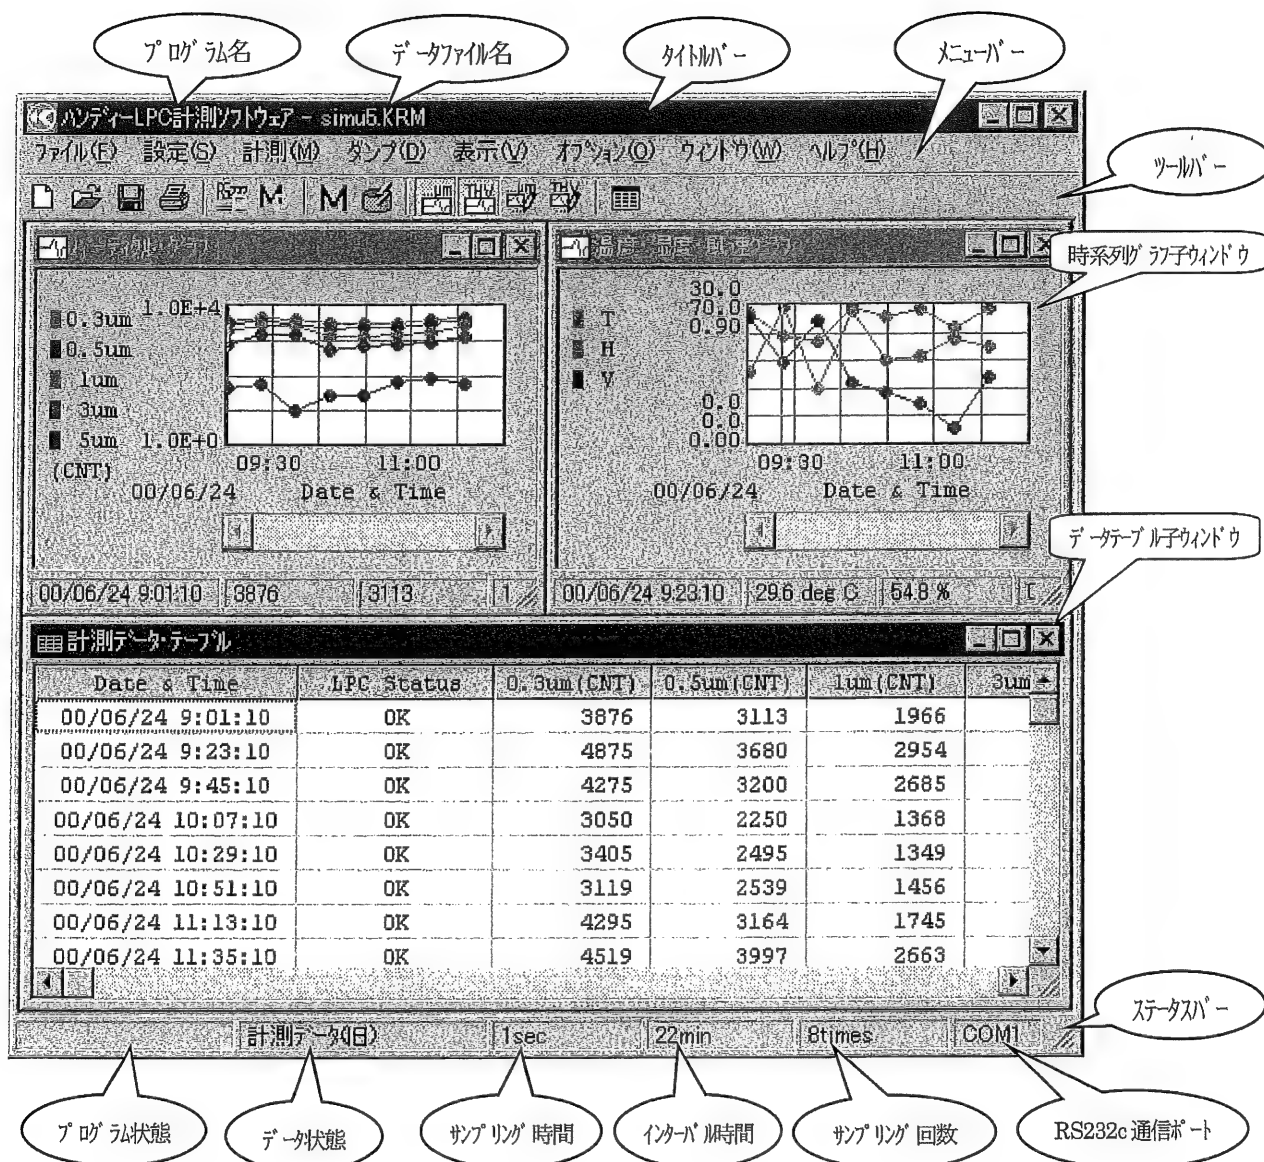 プログラム名
データファイル名
タイトルバー
メニューバー
ハンディーLPC計測ソフトウェア - simu5.KRM
ファイル(F) 設定(S) 計測(M) ダンプ(D) 表示(V) オプション(O) ウィンドウ(W) ヘルプ(H)
ツールバー
パーティクル・グラフ
時系列グラフ子ウィンドウ
0.3um
0.5um
1um
3um
5um
(CNT)
1.0E+4
1.0E+0
09:30 11:00
00/06/24 Date & Time
T
H
V
30.0
70.0
0.90
0.0
0.0
0.00
09:30 11:00
00/06/24 Date & Time
データテーブル子ウィンドウ
00/06/24 9:01:10 3876 3113 1
00/06/24 9:23:10 29.6 deg C 54.8 %
計測データ・テーブル
Date & Time LPC Status 0.3um(CNT) 0.5um(CNT) 1um(CNT) 3um
00/06/24 9:01:10 OK 3876 3113 1966
00/06/24 9:23:10 OK 4875 3680 2954
00/06/24 9:45:10 OK 4275 3200 2685
00/06/24 10:07:10 OK 3050 2250 1368
00/06/24 10:29:10 OK 3405 2495 1349
00/06/24 10:51:10 OK 3119 2539 1456
00/06/24 11:13:10 OK 4295 3164 1745
00/06/24 11:35:10 OK 4519 3997 2663
ステータスバー
計測データ(旧) 1sec 22min 8times COM1
プログラム状態
データ状態
サンプリング時間
インターバル時間
サンプリング回数
RS232c通信ポート